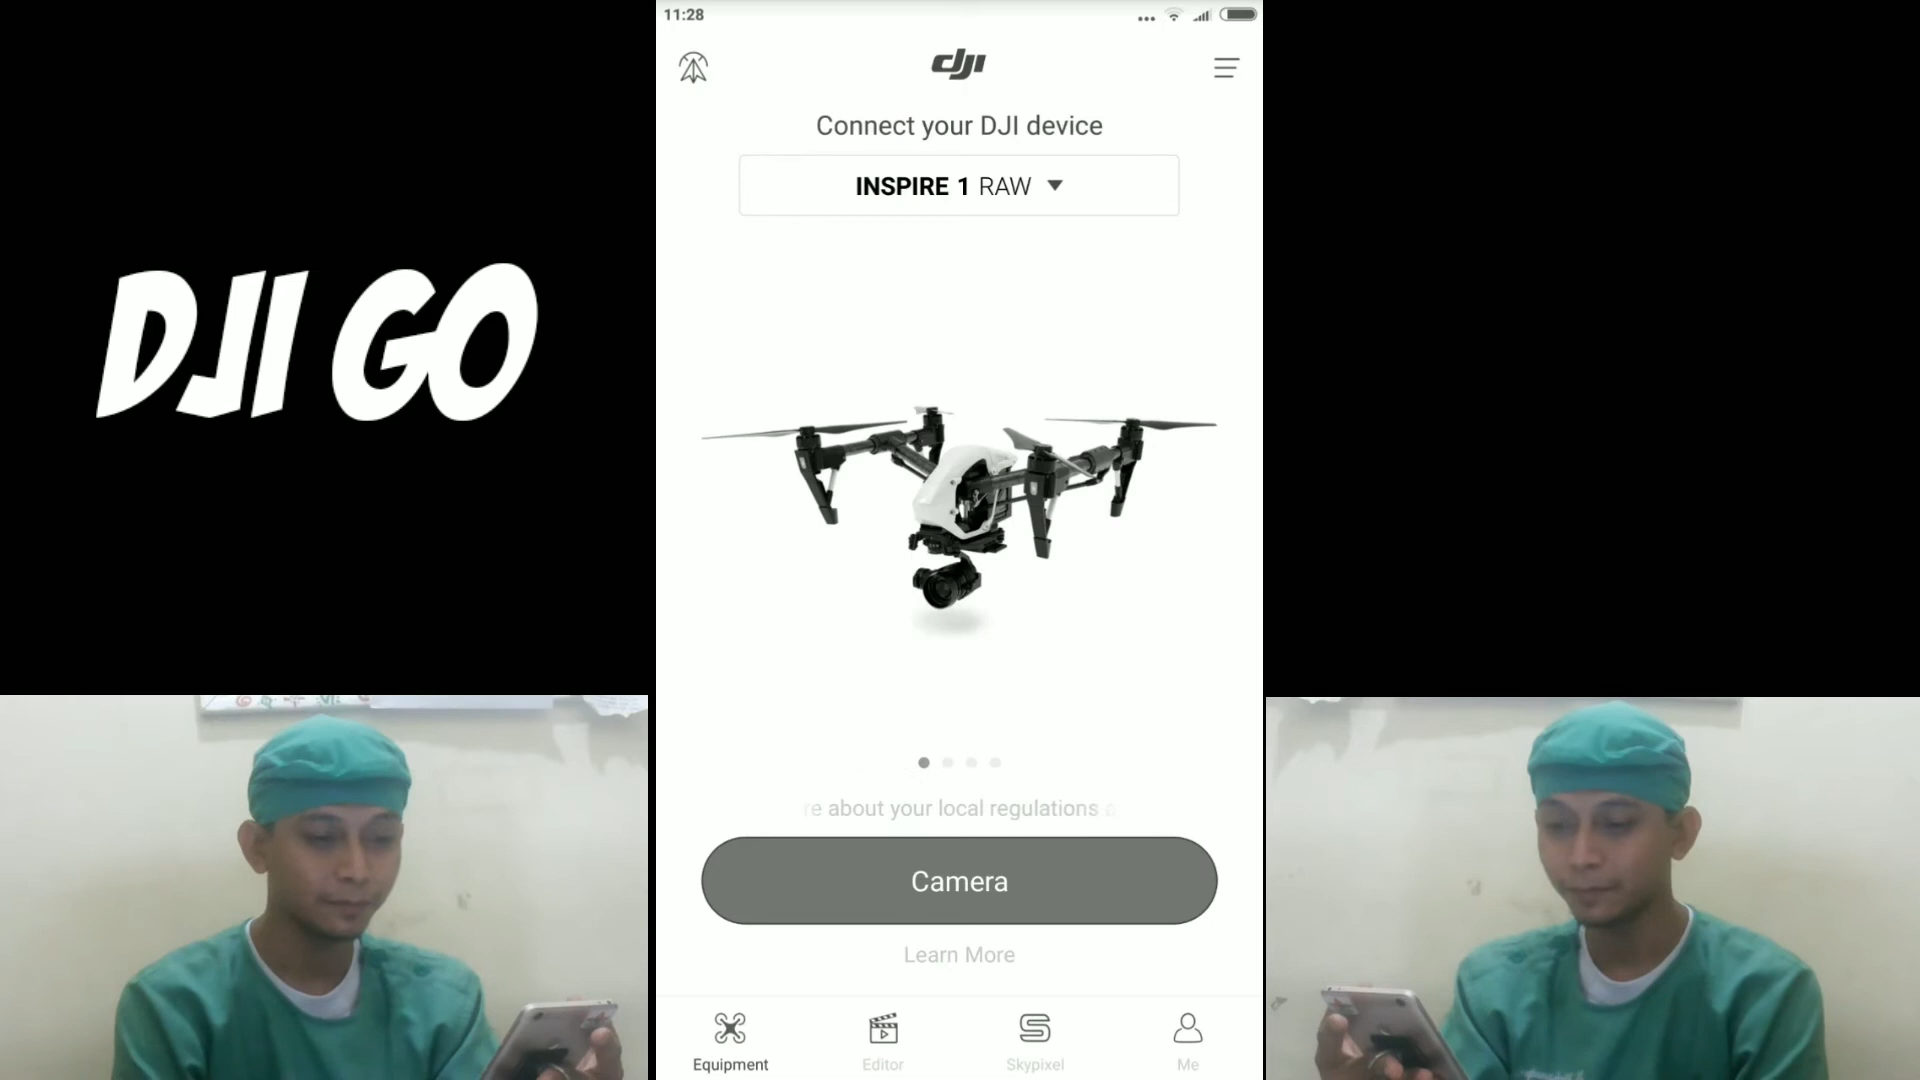 DJI GO
11:28
dji
Connect your DJI device
INSPIRE 1 RAW
re about your local regulations a
Camera
Learn More
Equipment
Editor
Skypixel
Me